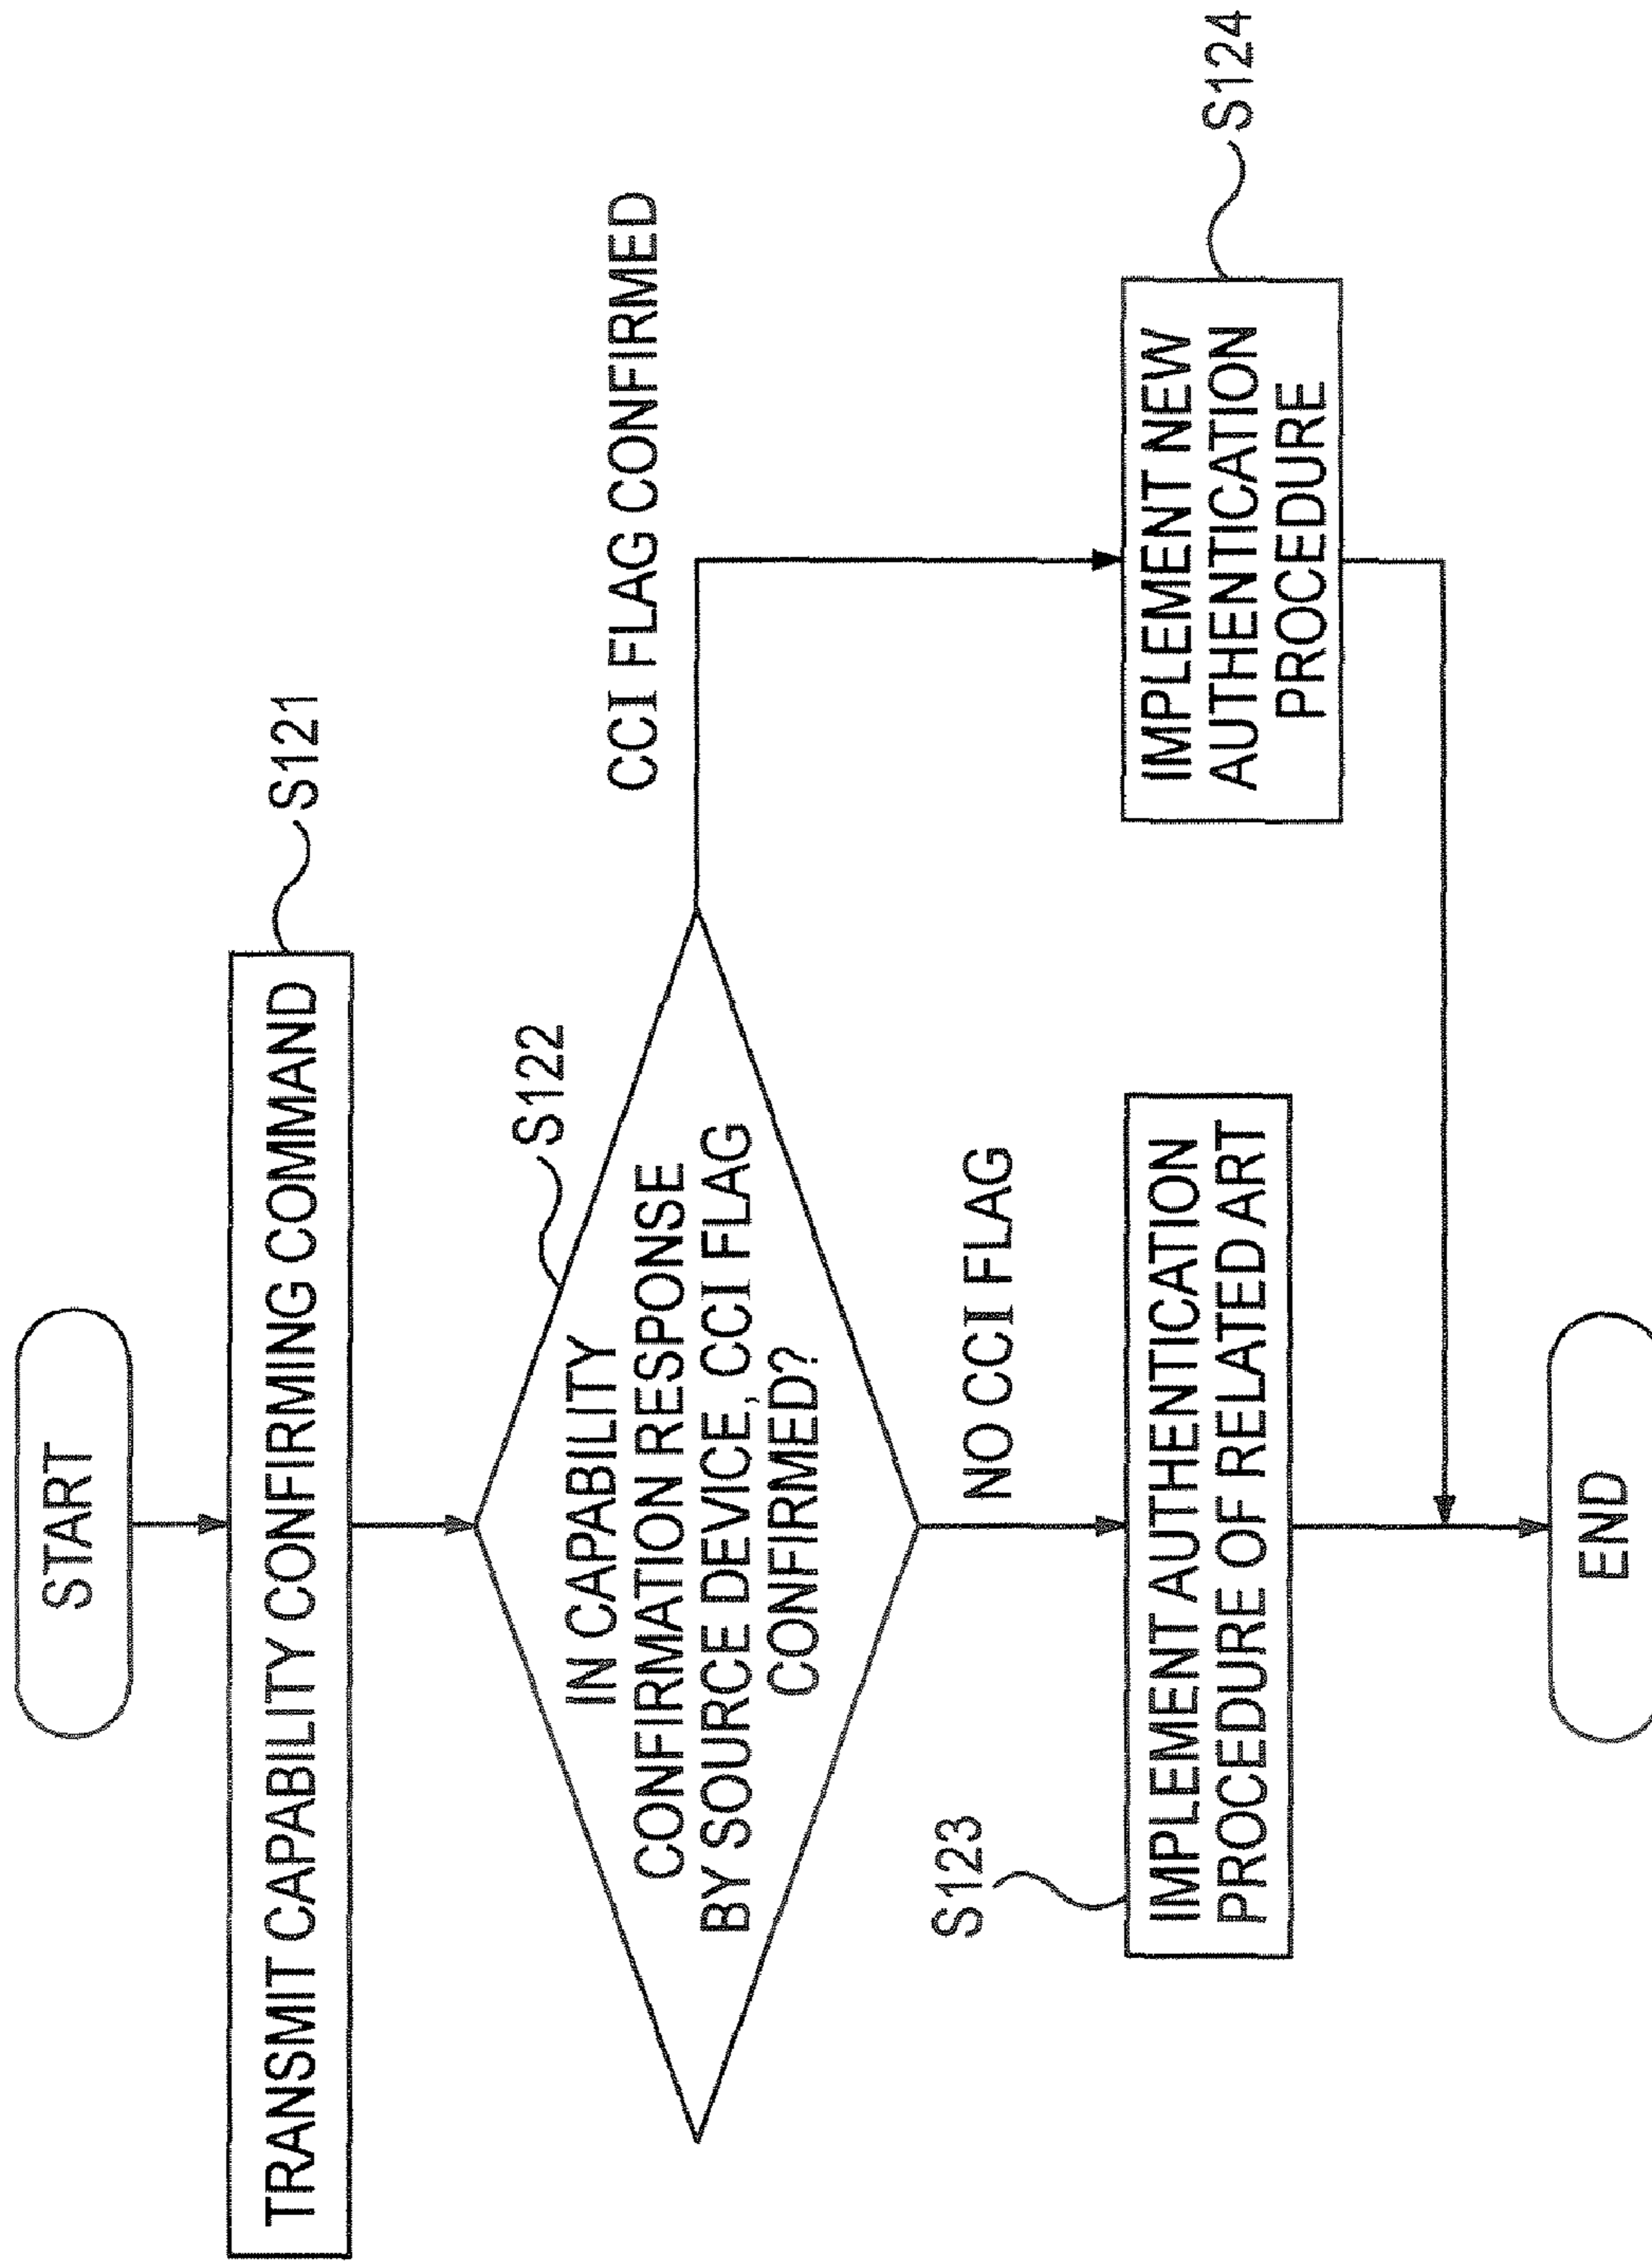 START
TRANSMIT CAPABILITY CONFIRMING COMMAND
S121
IN CAPABILITY
CONFIRMATION RESPONSE
BY SOURCE DEVICE, CCI FLAG
CONFIRMED?
S122
CCI FLAG CONFIRMED
NO CCI FLAG
S123
IMPLEMENT AUTHENTICATION
PROCEDURE OF RELATED ART
IMPLEMENT NEW
AUTHENTICATION
PROCEDURE
S124
END